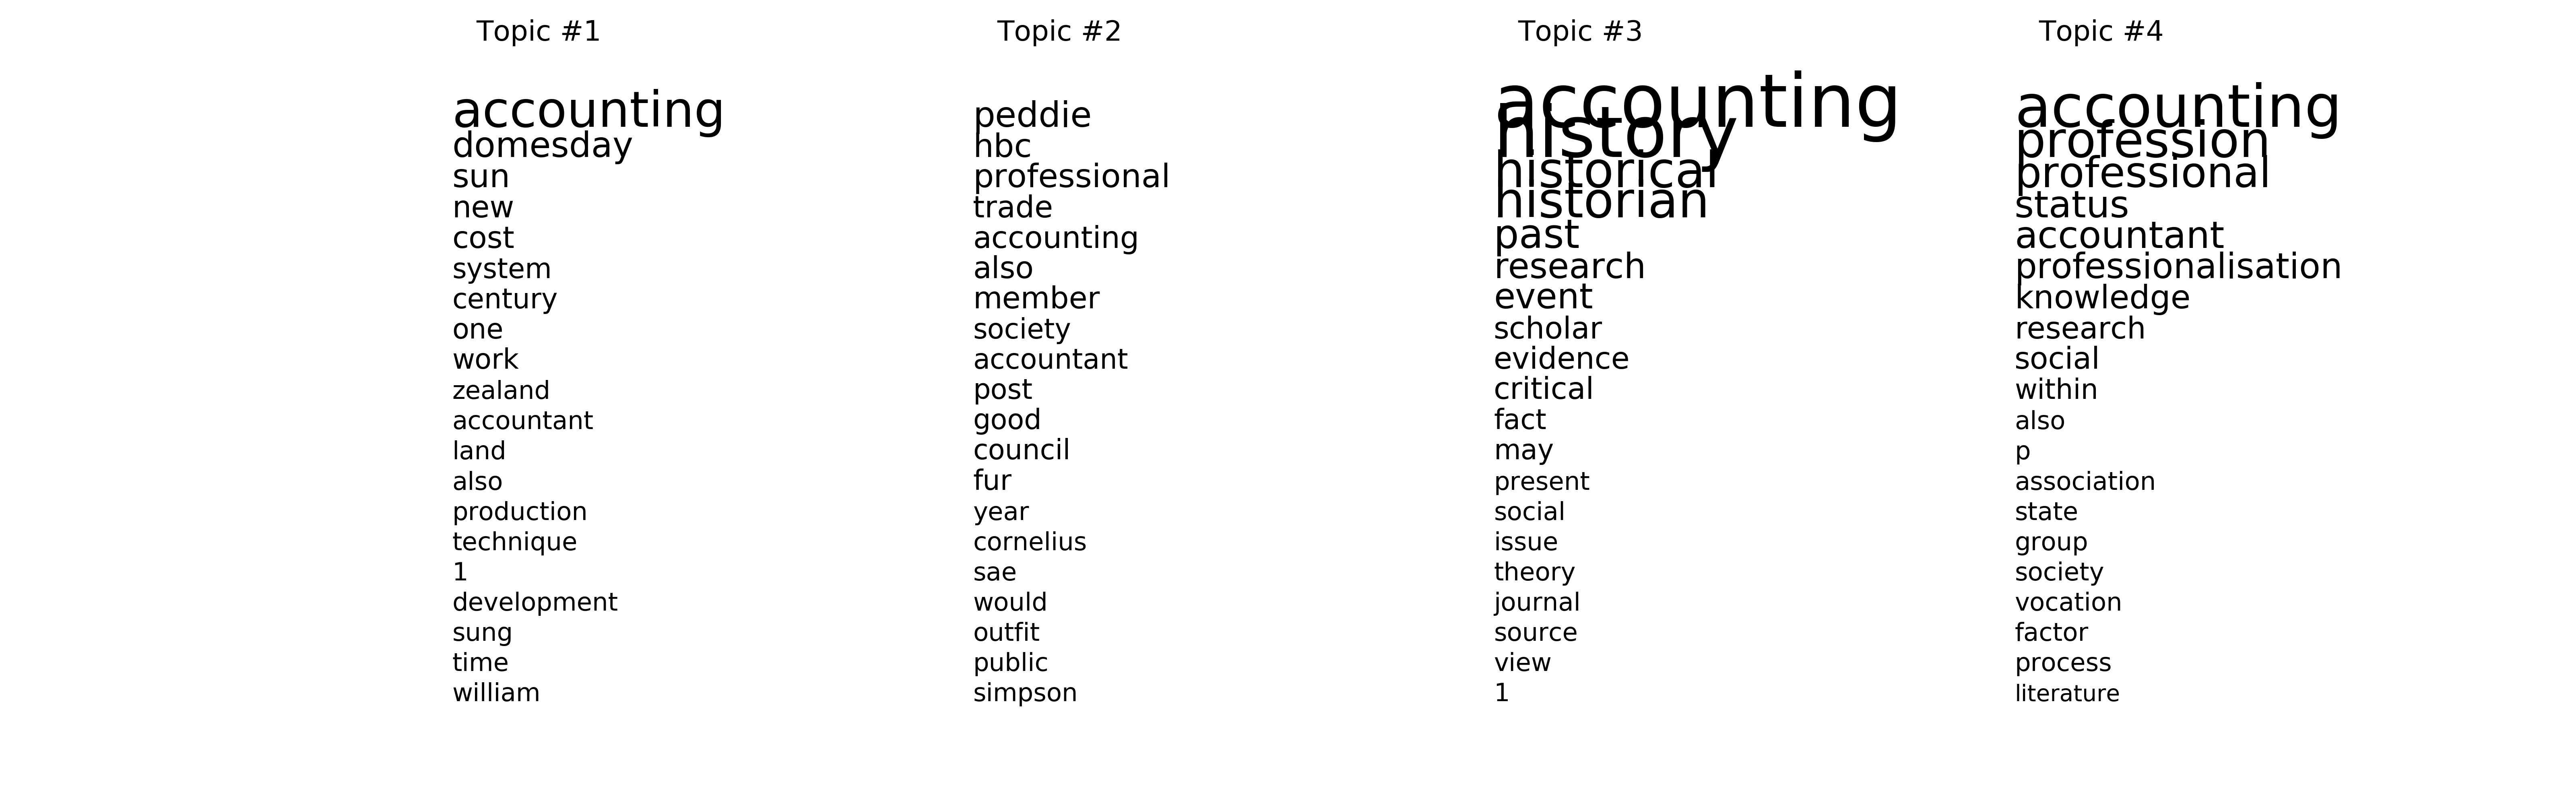 Topic #1
accounting
domesday
sun
new
cost
system
century
one
work
zealand
accountant
land
also
production
technique
1
development
sung
time
william
Topic #2
peddie
hbc
professional
trade
accounting
also
member
society
accountant
post
good
council
fur
year
cornelius
sae
would
outfit
public
simpson
Topic #3
accounting
history
historical
historian
past
research
event
scholar
evidence
critical
fact
may
present
social
issue
theory
journal
source
view
1
Topic #4
accounting
profession
professional
status
accountant
professionalisation
knowledge
research
social
within
also
p
association
state
group
society
vocation
factor
process
literature